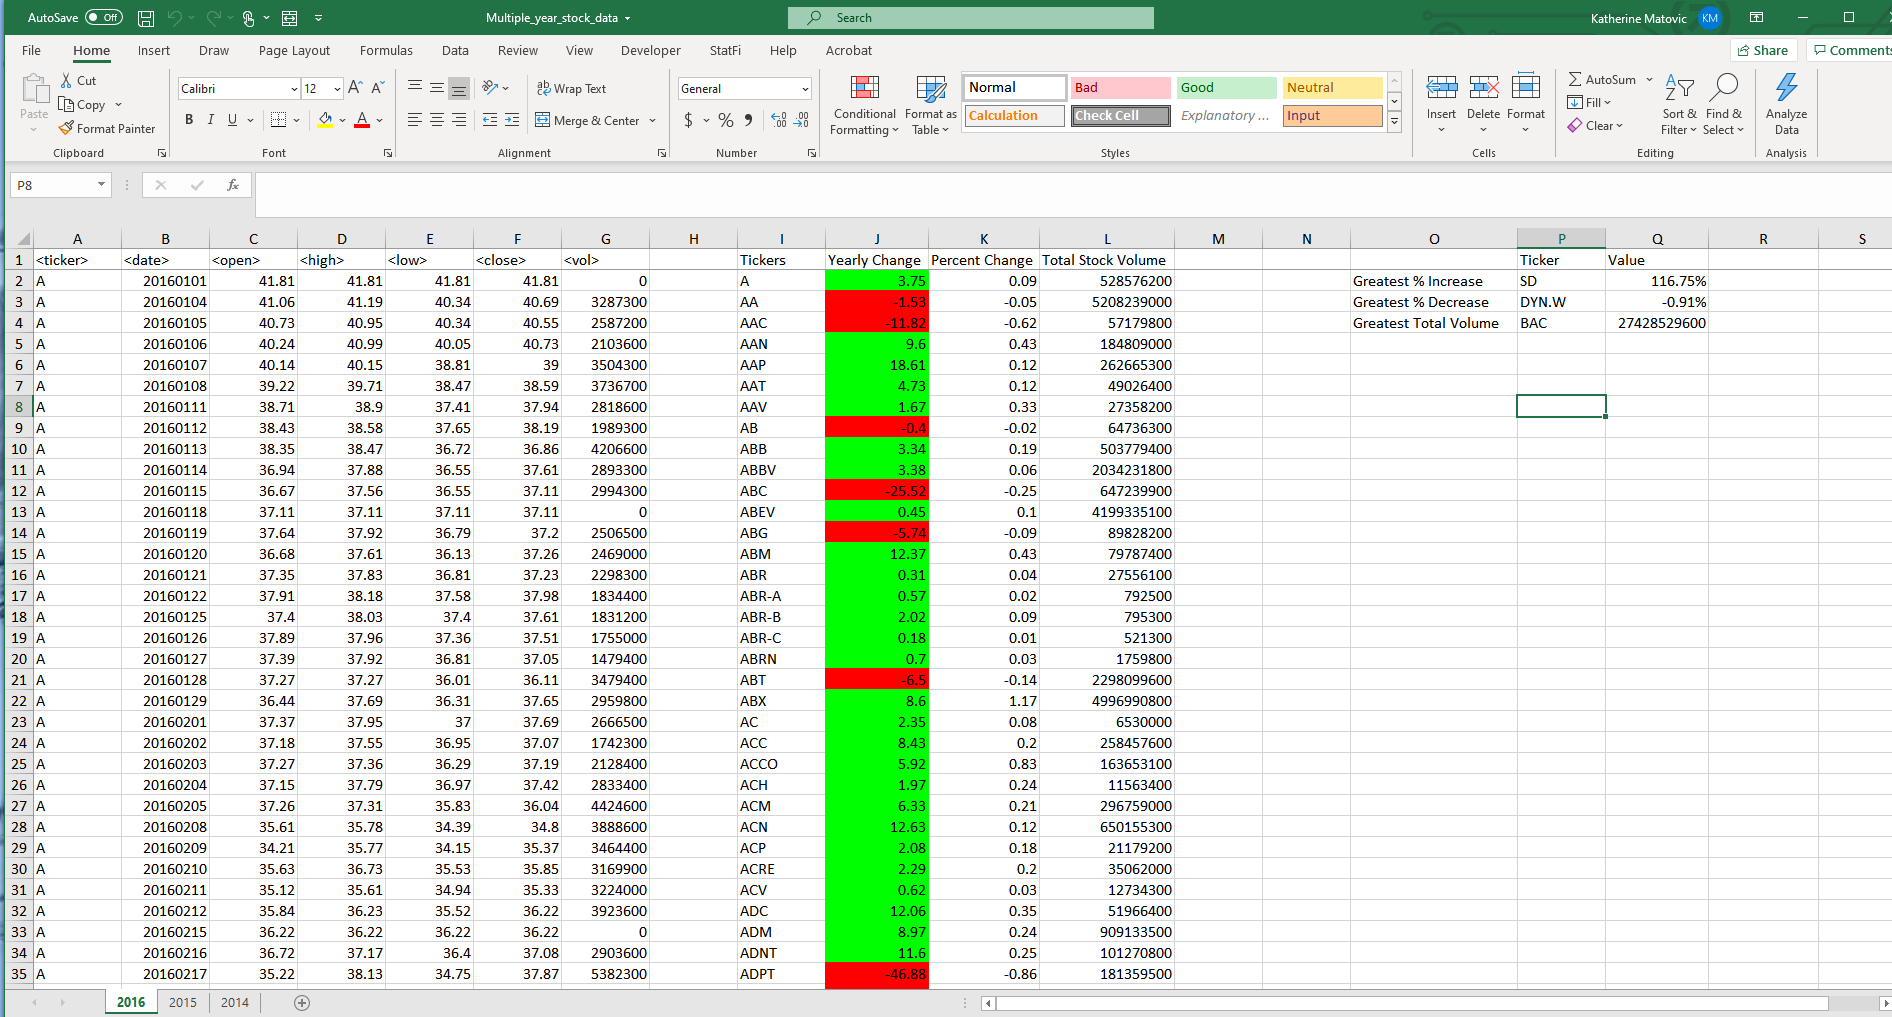 AutoSave Off Multiple_year_stock_data Search Katherine Matovic KM
File Home Insert Draw Page Layout Formulas Data Review View Developer StatFi Help Acrobat Share Comments
Paste Cut Copy Format Painter Clipboard
Calibri 12 A A B I U A Font
ab Wrap Text Merge & Center Alignment
General $ % Number
Conditional Formatting Format as Table Normal Bad Good Neutral Calculation Check Cell Explanatory ... Input Styles
Insert Delete Format Cells
AutoSum Fill Clear Sort & Filter Find & Select Editing
Analyze Data Analysis
P8 fx
A B C D E F G H I J K L M N O P Q R S
1 <ticker> <date> <open> <high> <low> <close> <vol> Tickers Yearly Change Percent Change Total Stock Volume Ticker Value
2 A 20160101 41.81 41.81 41.81 41.81 0 A 3.75 0.09 528576200 Greatest % Increase SD 116.75%
3 A 20160104 41.06 41.19 40.34 40.69 3287300 AA -1.53 -0.05 5208239000 Greatest % Decrease DYN.W -0.91%
4 A 20160105 40.73 40.95 40.34 40.55 2587200 AAC -11.82 -0.62 57179800 Greatest Total Volume BAC 27428529600
5 A 20160106 40.24 40.99 40.05 40.73 2103600 AAN 9.6 0.43 184809000
6 A 20160107 40.14 40.15 38.81 39 3504300 AAP 18.61 0.12 262665300
7 A 20160108 39.22 39.71 38.47 38.59 3736700 AAT 4.73 0.12 49026400
8 A 20160111 38.71 38.9 37.41 37.94 2818600 AAV 1.67 0.33 27358200
9 A 20160112 38.43 38.58 37.65 38.19 1989300 AB -0.4 -0.02 64736300
10 A 20160113 38.35 38.47 36.72 36.86 4206600 ABB 3.34 0.19 503779400
11 A 20160114 36.94 37.88 36.55 37.61 2893300 ABBV 3.38 0.06 2034231800
12 A 20160115 36.67 37.56 36.55 37.11 2994300 ABC -25.52 -0.25 647239900
13 A 20160118 37.11 37.11 37.11 37.11 0 ABEV 0.45 0.1 4199335100
14 A 20160119 37.64 37.92 36.79 37.2 2506500 ABG -5.74 -0.09 89828200
15 A 20160120 36.68 37.61 36.13 37.26 2469000 ABM 12.37 0.43 79787400
16 A 20160121 37.35 37.83 36.81 37.23 2298300 ABR 0.31 0.04 27556100
17 A 20160122 37.91 38.18 37.58 37.98 1834400 ABR-A 0.57 0.02 792500
18 A 20160125 37.4 38.03 37.4 37.61 1831200 ABR-B 2.02 0.09 795300
19 A 20160126 37.89 37.96 37.36 37.51 1755000 ABR-C 0.18 0.01 521300
20 A 20160127 37.39 37.92 36.81 37.05 1479400 ABRN 0.7 0.03 1759800
21 A 20160128 37.27 37.27 36.01 36.11 3479400 ABT -6.5 -0.14 2298099600
22 A 20160129 36.44 37.69 36.31 37.65 2959800 ABX 8.6 1.17 4996990800
23 A 20160201 37.37 37.95 37 37.69 2666500 AC 2.35 0.08 6530000
24 A 20160202 37.18 37.55 36.95 37.07 1742300 ACC 8.43 0.2 258457600
25 A 20160203 37.27 37.36 36.29 37.19 2128400 ACCO 5.92 0.83 163653100
26 A 20160204 37.15 37.79 36.97 37.42 2833400 ACH 1.97 0.24 11563400
27 A 20160205 37.26 37.31 35.83 36.04 4424600 ACM 6.33 0.21 296759000
28 A 20160208 35.61 35.78 34.39 34.8 3888600 ACN 12.63 0.12 650155300
29 A 20160209 34.21 35.77 34.15 35.37 3464400 ACP 2.08 0.18 21179200
30 A 20160210 35.63 36.73 35.53 35.85 3169900 ACRE 2.29 0.2 35062000
31 A 20160211 35.12 35.61 34.94 35.33 3224000 ACV 0.62 0.03 12734300
32 A 20160212 35.84 36.23 35.52 36.22 3923600 ADC 12.06 0.35 51966400
33 A 20160215 36.22 36.22 36.22 36.22 0 ADM 8.97 0.24 909133500
34 A 20160216 36.72 37.17 36.4 37.08 2903600 ADNT 11.6 0.25 101270800
35 A 20160217 35.22 38.13 34.75 37.87 5382300 ADPT -46.88 -0.86 181359500
2016 2015 2014